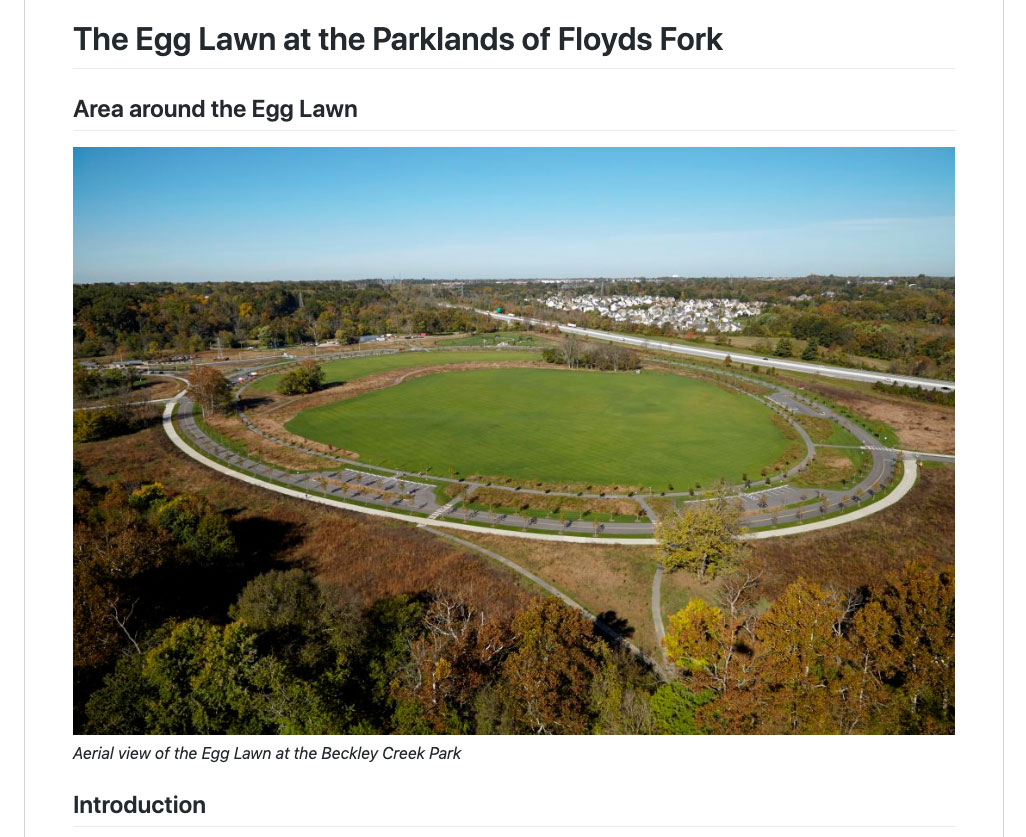 The Egg Lawn at the Parklands of Floyds Fork
Area around the Egg Lawn
Aerial view of the Egg Lawn at the Beckley Creek Park
Introduction